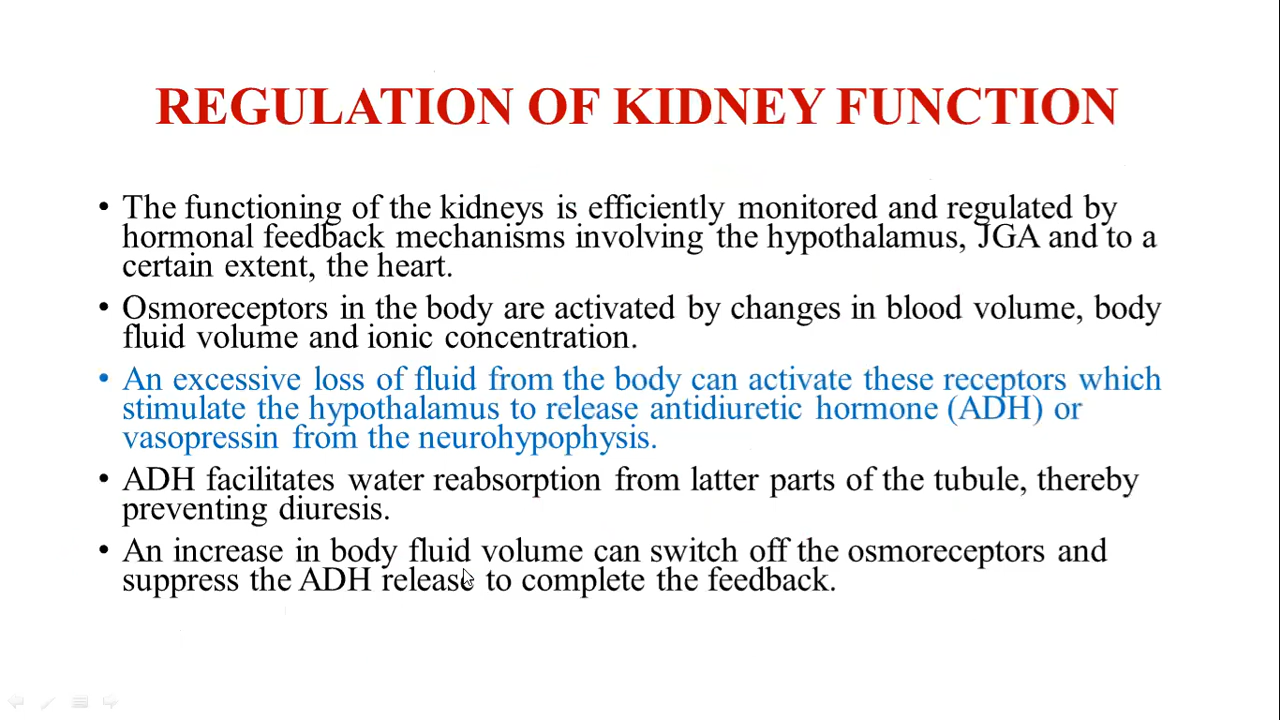 REGULATION OF KIDNEY FUNCTION
• The functioning of the kidneys is efficiently monitored and regulated by
hormonal feedback mechanisms involving the hypothalamus, JGA and to a
certain extent, the heart.
• Osmoreceptors in the body are activated by changes in blood volume, body
fluid volume and ionic concentration.
• An excessive loss of fluid from the body can activate these receptors which
stimulate the hypothalamus to release antidiuretic hormone (ADH) or
vasopressin from the neurohypophysis.
• ADH facilitates water reabsorption from latter parts of the tubule, thereby
preventing diuresis.
• An increase in body fluid volume can switch off the osmoreceptors and
suppress the ADH release to complete the feedback.